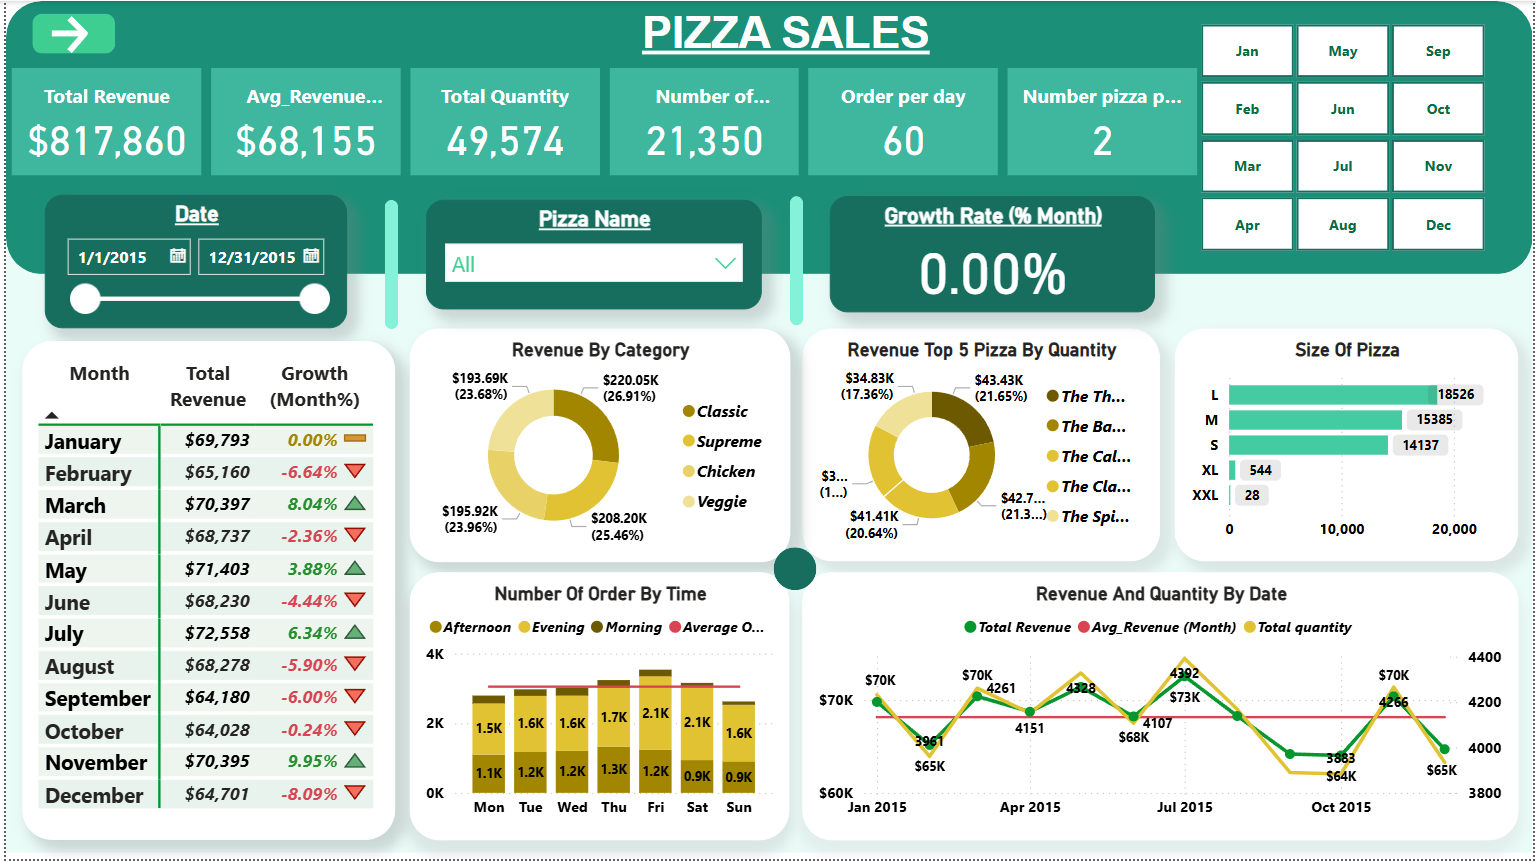 PIZZA SALES
Total Revenue
$817,860
Avg_Revenue...
$68,155
Total Quantity
49,574
Number of...
21,350
Order per day
60
Number pizza p...
2
Jan May Sep
Feb Jun Oct
Mar Jul Nov
Apr Aug Dec
Date
1/1/2015 12/31/2015
Pizza Name
All
Growth Rate (% Month)
0.00%
Month Total Revenue Growth (Month%)
January $69,793 0.00%
February $65,160 -6.64%
March $70,397 8.04%
April $68,737 -2.36%
May $71,403 3.88%
June $68,230 -4.44%
July $72,558 6.34%
August $68,278 -5.90%
September $64,180 -6.00%
October $64,028 -0.24%
November $70,395 9.95%
December $64,701 -8.09%
Revenue By Category
$193.69K
(23.68%)
$220.05K
(26.91%)
$195.92K
(23.96%)
$208.20K
(25.46%)
Classic
Supreme
Chicken
Veggie
Revenue Top 5 Pizza By Quantity
$34.83K
(17.36%)
$43.43K
(21.65%)
$3...
(1...)
$42.7...
(21.3...)
$41.41K
(20.64%)
The Th...
The Ba...
The Cal...
The Cla...
The Spi...
Size Of Pizza
L 18526
M 15385
S 14137
XL 544
XXL 28
0 10,000 20,000
Number Of Order By Time
Afternoon Evening Morning Average O...
4K
2K
0K
1.5K 1.6K 1.6K 1.7K 2.1K 2.1K 1.6K
1.1K 1.2K 1.2K 1.3K 1.2K 0.9K 0.9K
Mon Tue Wed Thu Fri Sat Sun
Revenue And Quantity By Date
Total Revenue Avg_Revenue (Month) Total quantity
$70K
$60K
4400
4200
4000
3800
$70K
3961
$65K
$70K
4261
4151
4328
4107
$68K
4392
$73K
3883
$64K
$70K
4266
$65K
Jan 2015 Apr 2015 Jul 2015 Oct 2015